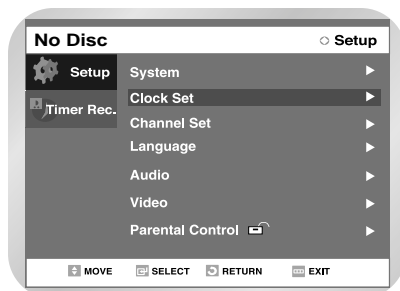 No Disc
Setup
Setup
System
Clock Set
Timer Rec.
Channel Set
Language
Audio
Video
Parental Control
MOVE SELECT RETURN EXIT